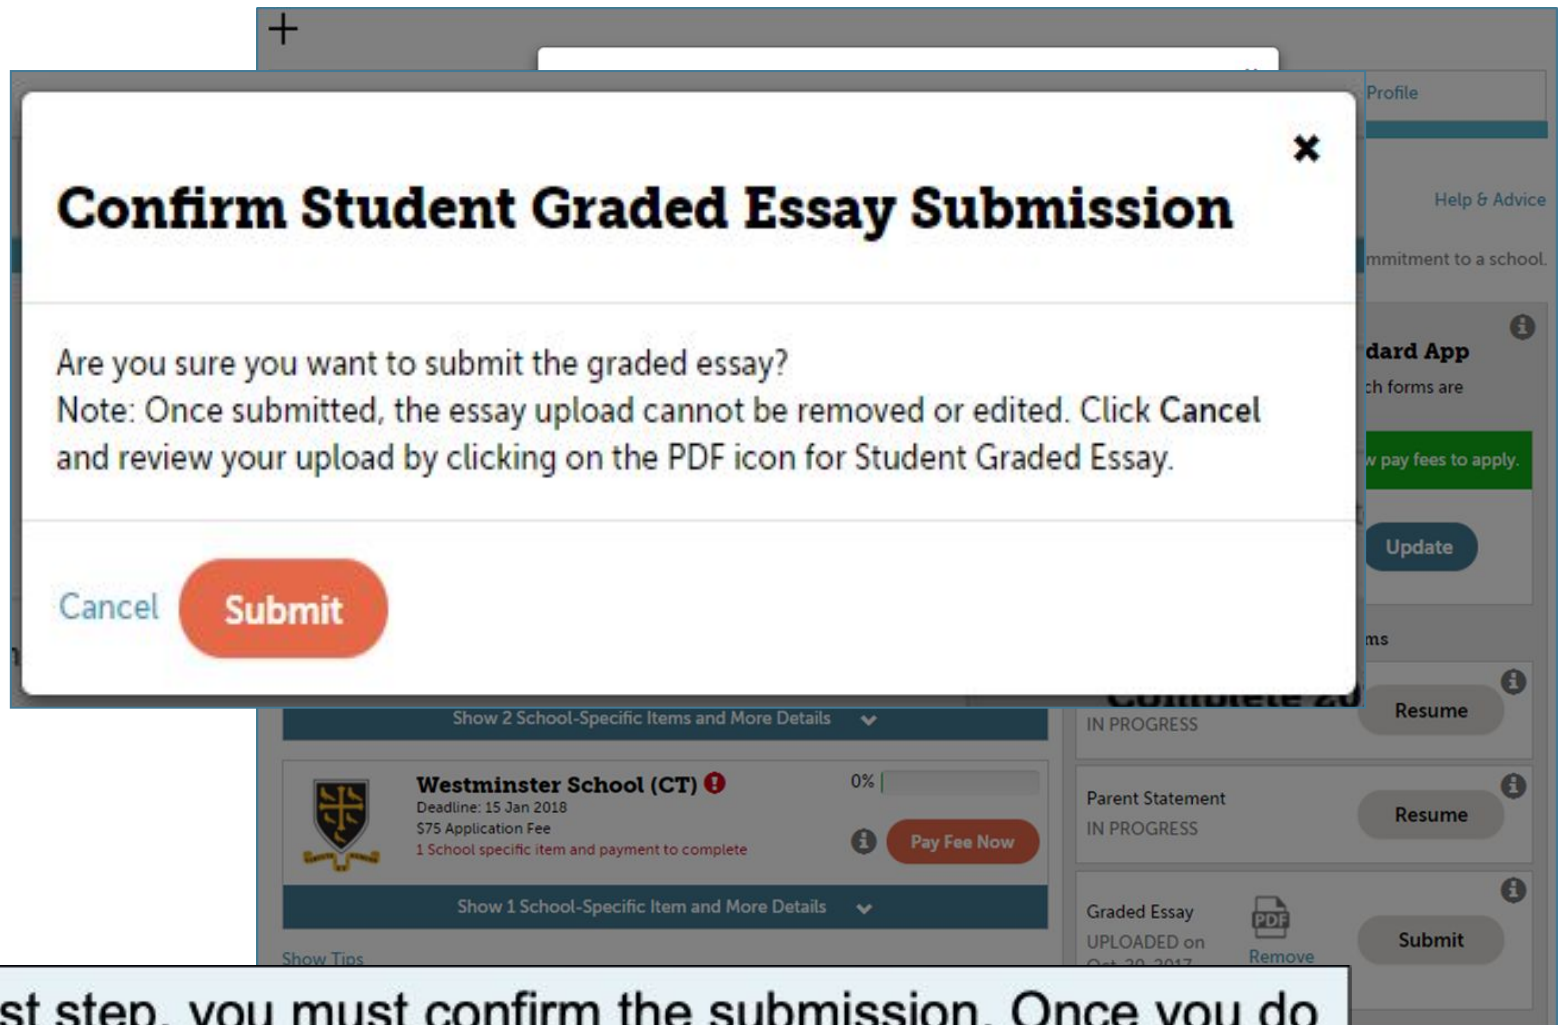 +
Profile
Confirm Student Graded Essay Submission
Help & Advice
mmitment to a school.
Are you sure you want to submit the graded essay?
Note: Once submitted, the essay upload cannot be removed or edited. Click Cancel
and review your upload by clicking on the PDF icon for Student Graded Essay.
Cancel
Submit
dard App
ch forms are
w pay fees to apply.
Update
ms
Show 2 School-Specific Items and More Details
Complete 20
IN PROGRESS
Resume
Westminster School (CT)
Deadline: 15 Jan 2018
$75 Application Fee
1 School specific item and payment to complete
0%
Pay Fee Now
Show 1 School-Specific Item and More Details
Show Tips
Parent Statement
IN PROGRESS
Resume
Graded Essay
UPLOADED on
Oct. 20, 2017
PDF
Remove
Submit
st step, you must confirm the submission. Once you do